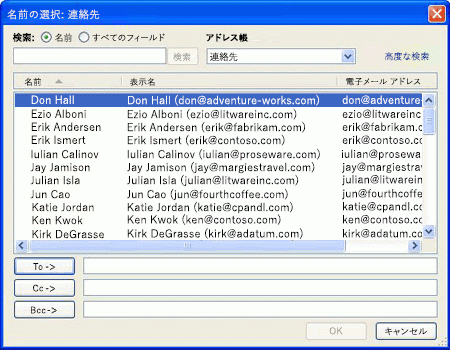 名前の選択: 連絡先
検索: 名前 すべてのフィールド アドレス帳
検索 連絡先 高度な検索
名前 表示名 電子メール アドレス
Don Hall Don Hall (don@adventure-works.com) don@adventure-
Ezio Alboni Ezio Alboni (ezio@litwareinc.com) ezio@litwareinc
Erik Andersen Erik Andersen (erik@fabrikam.com) erik@fabrikam.c
Erik Ismert Erik Ismert (erik@contoso.com) erik@contoso.c
Iulian Calinov Iulian Calinov (iulian@proseware.com) iulian@proswa
Jay Jamison Jay Jamison (jay@margiestravel.com) jay@margiestra
Julian Isla Julian Isla (julian@litwareinc.com) julian@litwarein
Jun Cao Jun Cao (jun@fourthcoffee.com) jun@fourthcoffe
Katie Jordan Katie Jordan (katie@cpandl.com) katie@cpandl.c
Ken Kwok Ken Kwok (ken@contoso.com) ken@contoso.c
Kirk DeGrasse Kirk DeGrasse (kirk@adatum.com) kirk@adatum.co
To ->
Cc ->
Bcc->
OK キャンセル